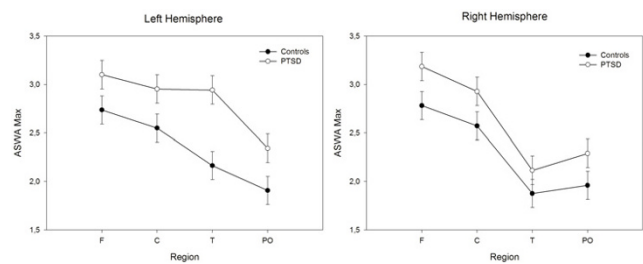 Left Hemisphere
3,5
3,0
2,5
2,0
1,5
ASWA Max
Controls
PTSD
F C T PO
Region
Right Hemisphere
3,5
3,0
2,5
2,0
1,5
ASWA Max
Controls
PTSD
F C T PO
Region